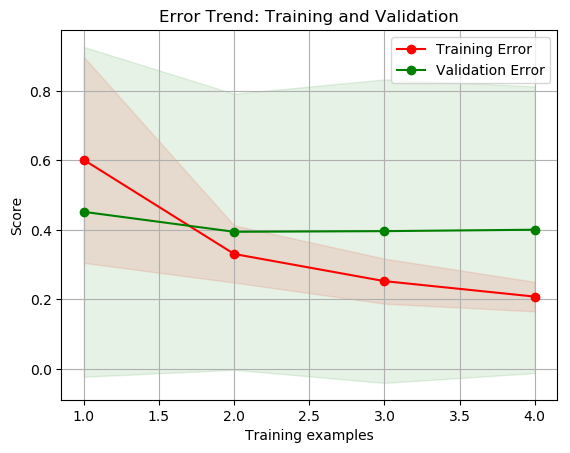 Error Trend: Training and Validation
Training Error
Validation Error
Score
0.8
0.6
0.4
0.2
0.0
1.0 1.5 2.0 2.5 3.0 3.5 4.0
Training examples